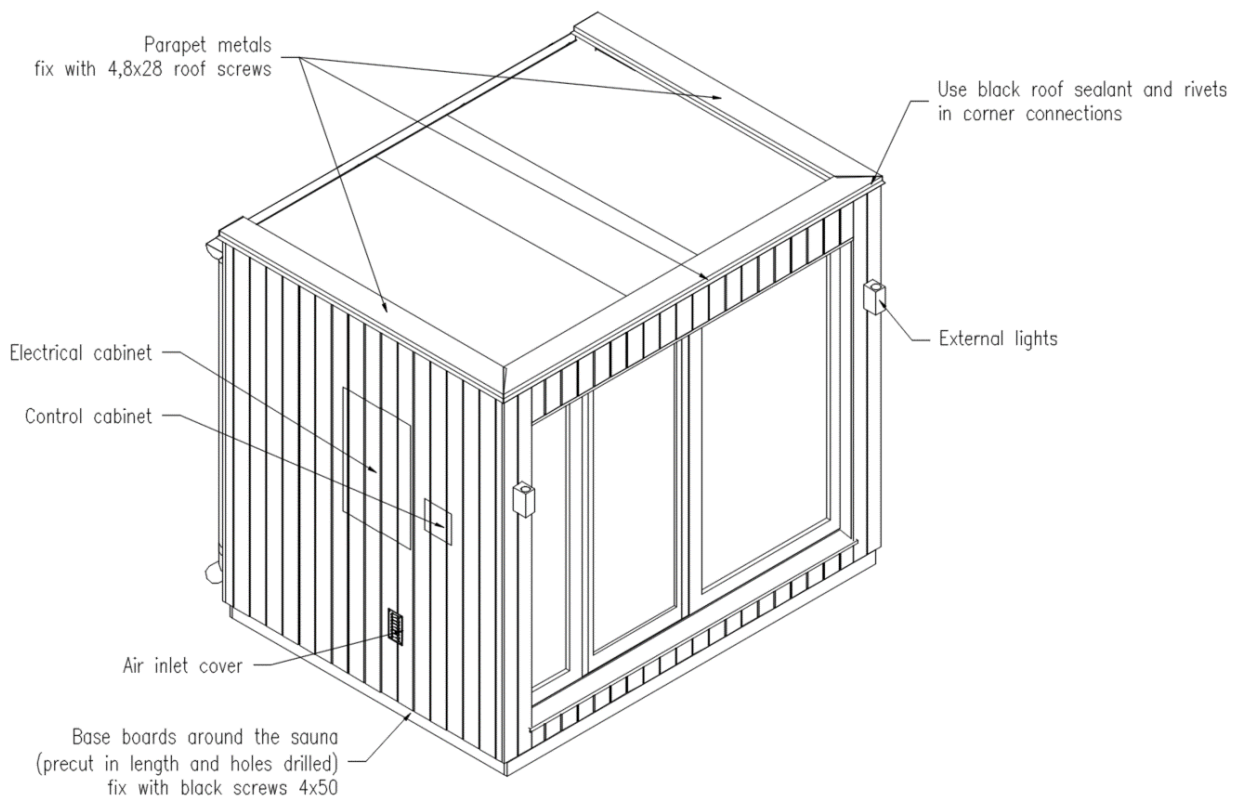 Parapet metals
fix with 4,8x28 roof screws
Use black roof sealant and rivets
in corner connections
External lights
Electrical cabinet
Control cabinet
Air inlet cover
Base boards around the sauna
(precut in length and holes drilled)
fix with black screws 4x50